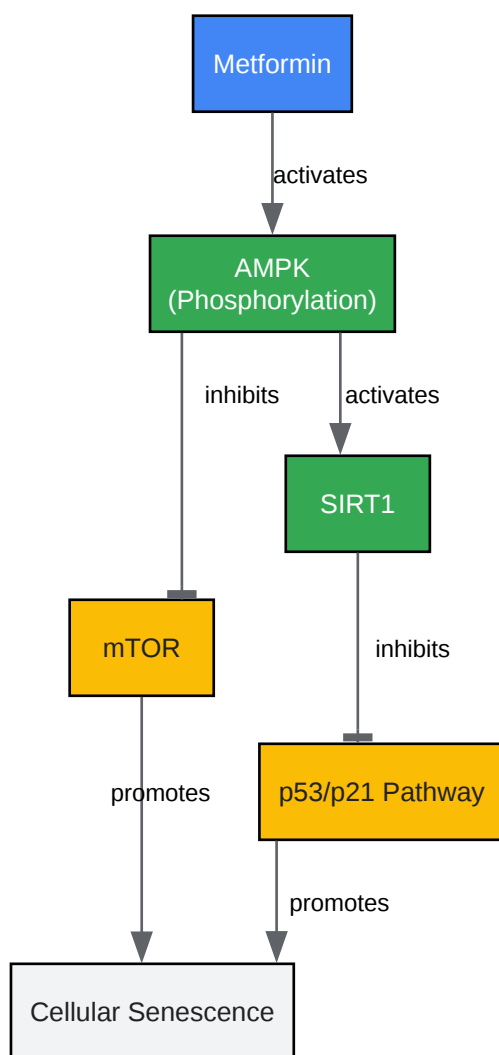 Metformin
activates
AMPK
(Phosphorylation)
inhibits
activates
SIRT1
mTOR
inhibits
p53/p21 Pathway
promotes
promotes
Cellular Senescence